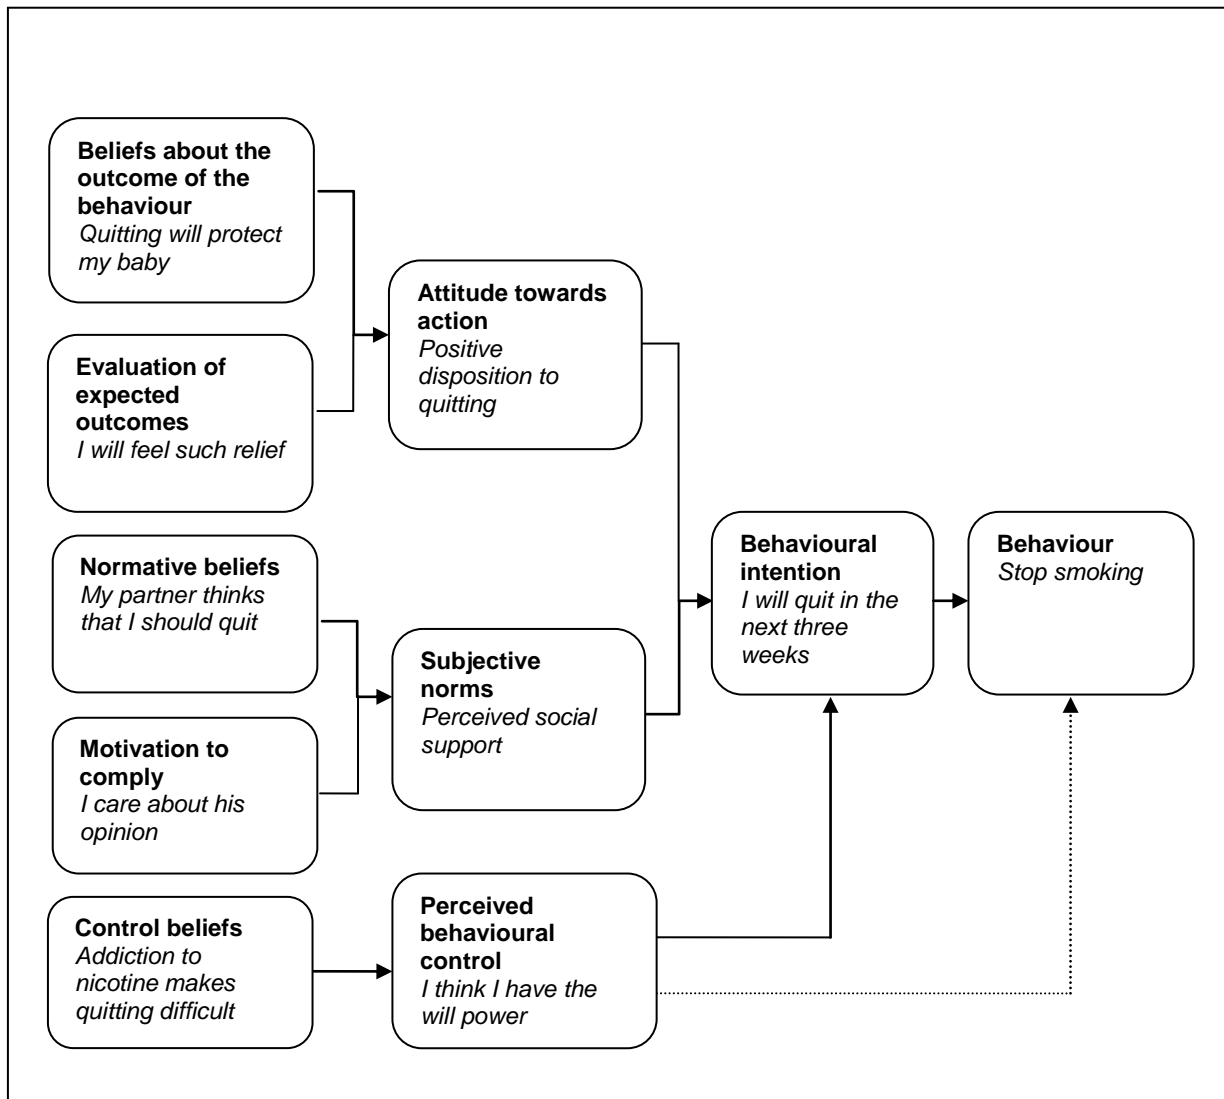 Beliefs about the
outcome of the
behaviour
Quitting will protect
my baby
Evaluation of
expected
outcomes
I will feel such relief
Normative beliefs
My partner thinks
that I should quit
Motivation to
comply
I care about his
opinion
Control beliefs
Addiction to
nicotine makes
quitting difficult
Attitude towards
action
Positive
disposition to
quitting
Subjective
norms
Perceived social
support
Perceived
behavioural
control
I think I have the
will power
Behavioural
intention
I will quit in the
next three
weeks
Behaviour
Stop smoking